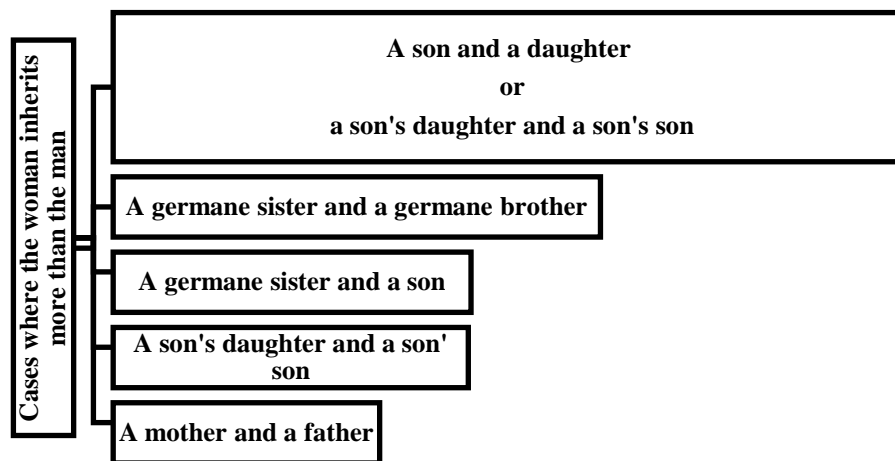 Cases where the woman inherits
more than the man
A son and a daughter
or
a son's daughter and a son's son
A germane sister and a germane brother
A germane sister and a son
A son's daughter and a son'
son
A mother and a father